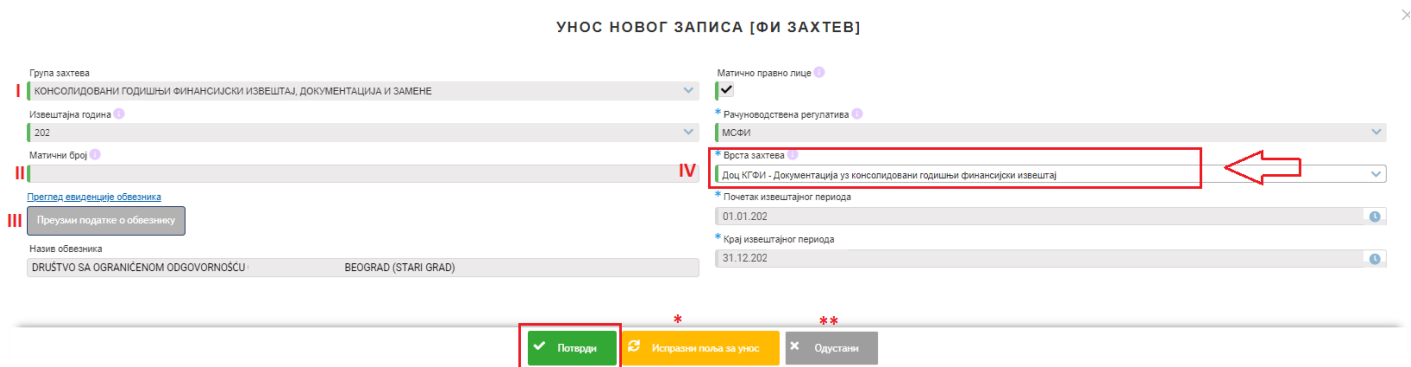 УНОС НОВОГ ЗАПИСА [ФИ ЗАХТЕВ]
Група захтева
I КОНСОЛИДОВАНИ ГОДИШЊИ ФИНАНСИЈСКИ ИЗВЕШТАЈ, ДОКУМЕНТАЦИЈА И ЗАМЕНЕ
Извештајна година
202
Матични број
II
Преглед евиденције обвезника
III Преузми податке о обвезнику
Назив обвезника
DRUŠTVO SA OGRANIČENOM ODGOVORNOŠĆU BEOGRAD (STARI GRAD)
Матично правно лице
* Рачуноводствена регулатива
МСФИ
IV * Врста захтева
Доц КГФИ - Документација уз консолидовани годишњи финансијски извештај
* Почетак извештајног периода
01.01.202
* Крај извештајног периода
31.12.202
* **
Потврди Испразни поља за унос Одустани